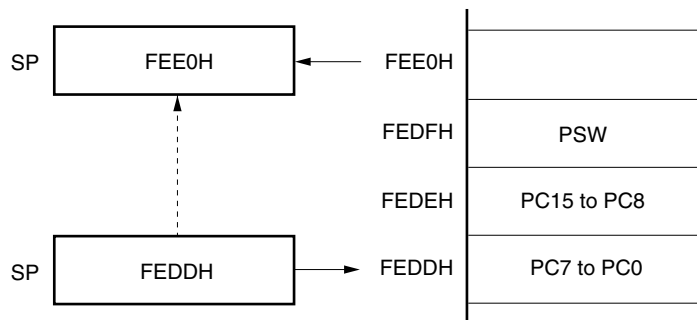 SP FEE0H FEE0H
FEDFH PSW
FEDEH PC15 to PC8
SP FEDDH FEDDH PC7 to PC0